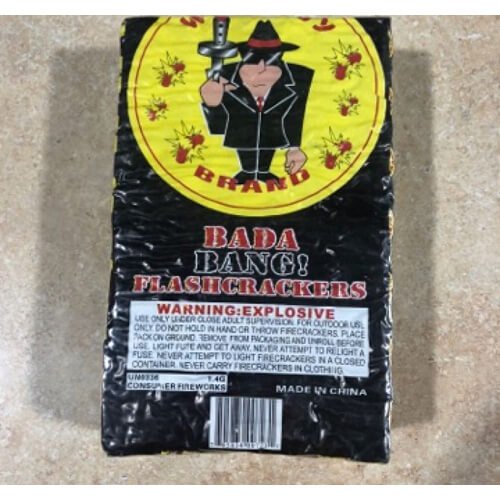 BRAND
BADA
BANG!
FLASHCRACKERS
WARNING:EXPLOSIVE
USE ONLY UNDER CLOSE ADULT SUPERVISION. FOR OUTDOOR USE
ONLY. DO NOT HOLD IN HAND OR THROW FIRECRACKERS. PLACE
PACK ON GROUND. REMOVE FROM PACKAGING AND UNROLL BEFORE
USE. LIGHT FUSE AND GET AWAY. NEVER ATTEMPT TO RELIGHT A
FUSE. NEVER ATTEMPT TO LIGHT FIRECRACKERS IN A CLOSED
CONTAINER. NEVER CARRY FIRECRACKERS IN CLOTHING.
UN0336 1.4G
CONSUMER FIREWORKS
MADE IN CHINA